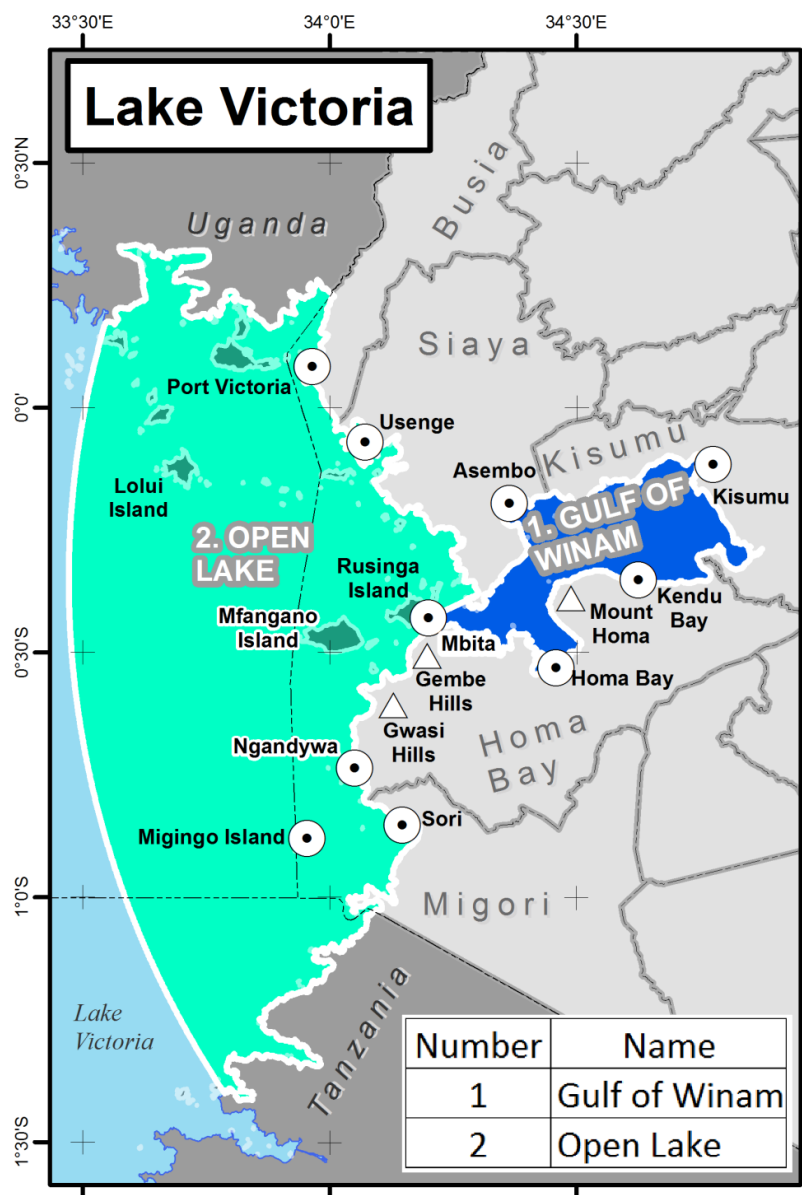 33°30'E
34°0'E
34°30'E
Lake Victoria
0°30'N
0°0'
0°30'S
1°0'S
1°30'S
Uganda
Busia
Siaya
Port Victoria
Usenge
Kisumu
Asembo
Kisumu
Lolui
Island
1. GULF OF
WINAM
2. OPEN
LAKE
Rusinga
Island
Kendu
Bay
Mount
Homa
Mfangano
Island
Mbita
Homa Bay
Gembe
Hills
Gwasi
Hills
Homa
Bay
Ngandywa
Sori
Migingo Island
Migori
Lake
Victoria
Tanzania
Number Name
1 Gulf of Winam
2 Open Lake